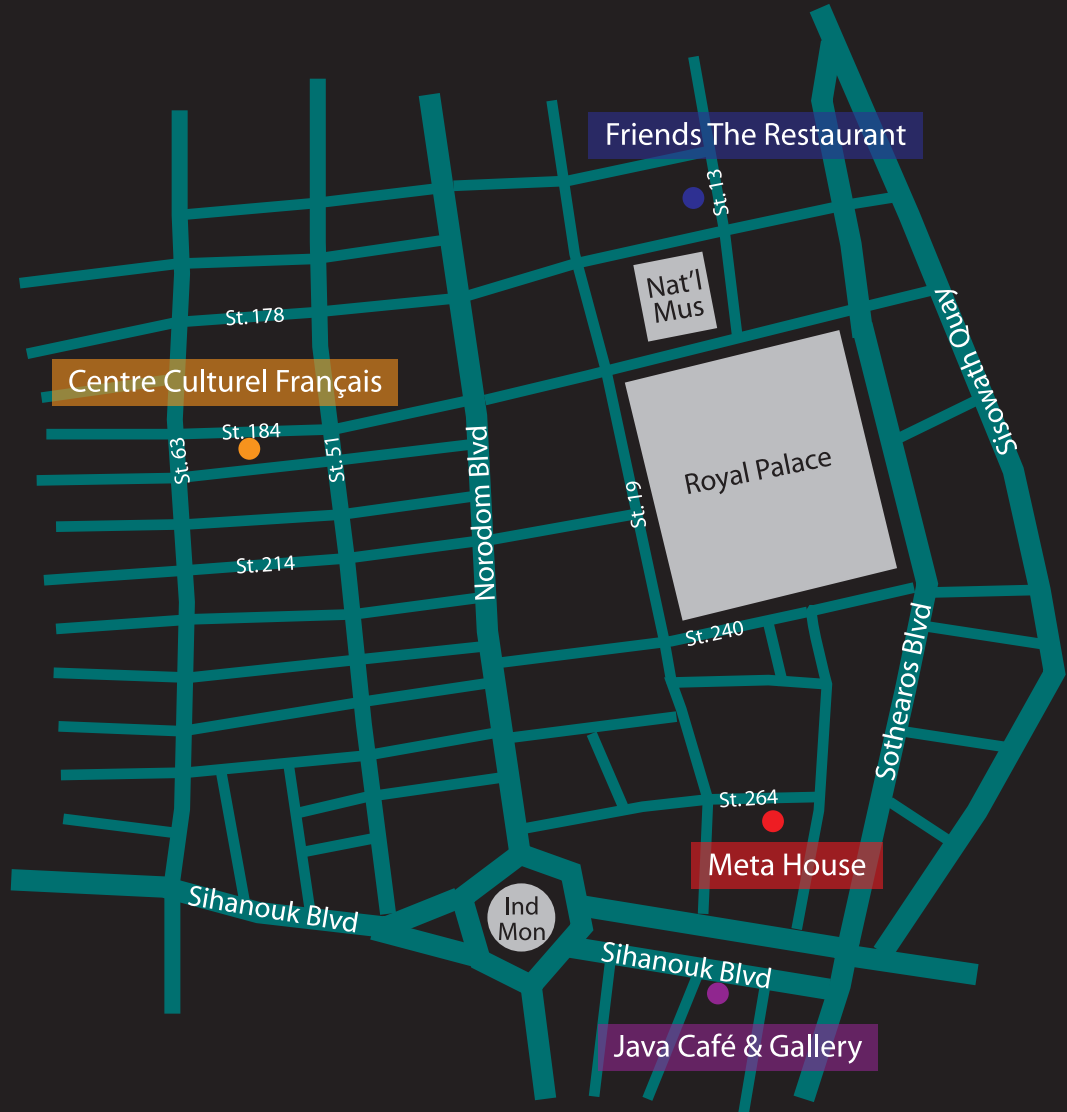 Friends The Restaurant
St.13
Nat'l
Mus
Sisowath Quay
St.178
Centre Culturel Français
St.184
St.63
St.51
Norodom Blvd
Royal Palace
St.19
St.214
St.240
Sothearos Blvd
St.264
Meta House
Sihanouk Blvd
Ind
Mon
Sihanouk Blvd
Java Café & Gallery